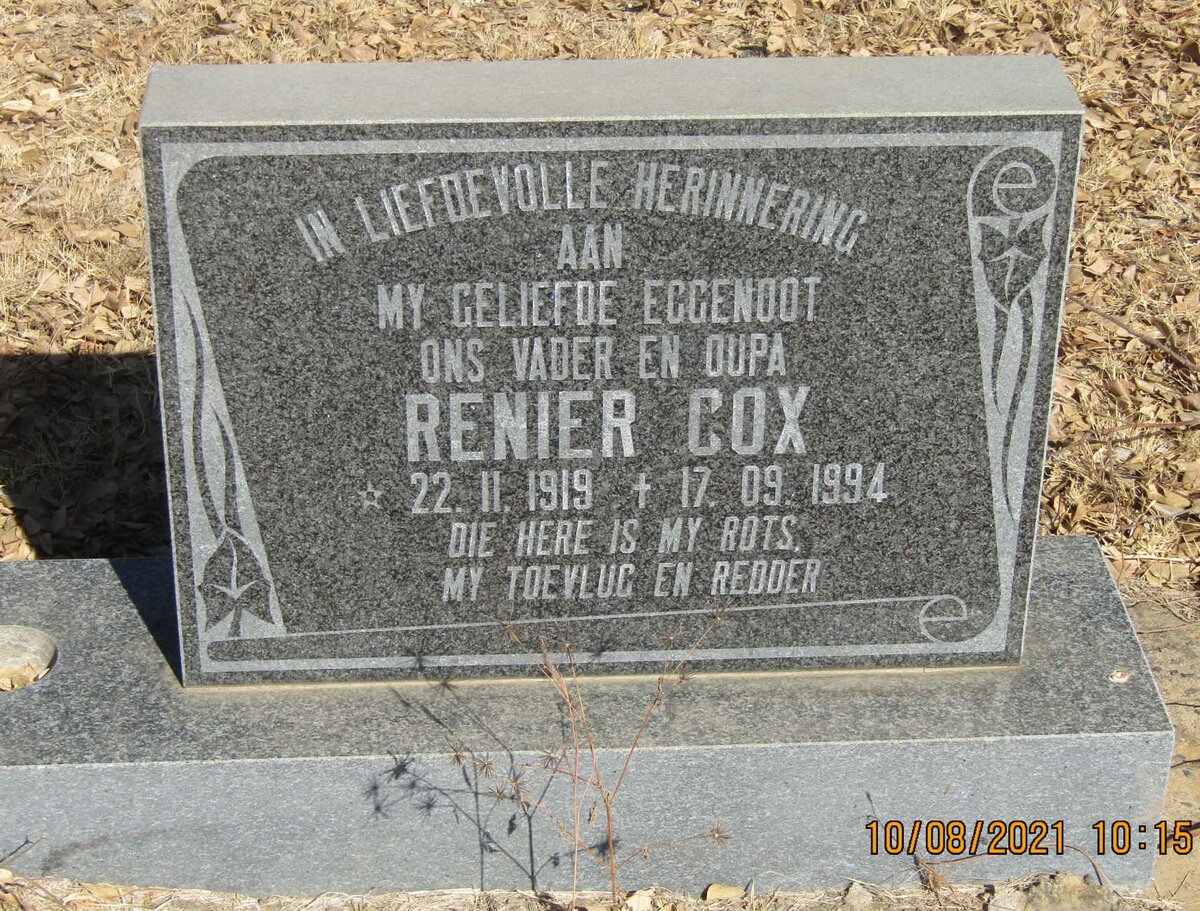 IN LIEFDEVOLLE HERINNERING
AAN
MY GELIEFDE EGGENOOT
ONS VADER EN OUPA
RENIER COX
☆ 22. 11. 1919 ✝ 17. 09. 1994
DIE HERE IS MY ROTS,
MY TOEVLUG EN REDDER
10/08/2021 10:15